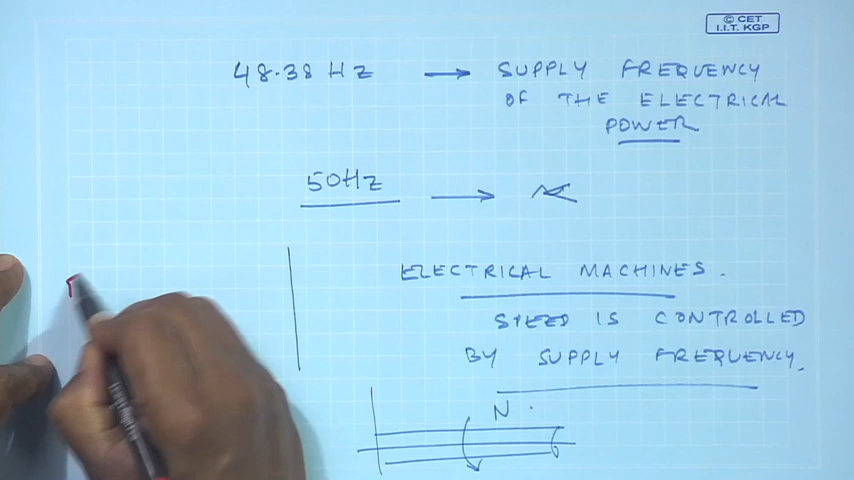 © CET
I.I.T. KGP
48.38 Hz → SUPPLY FREQUENCY
OF THE ELECTRICAL
POWER
50Hz →
ELECTRICAL MACHINES.
SPEED IS CONTROLLED
BY SUPPLY FREQUENCY.
N.